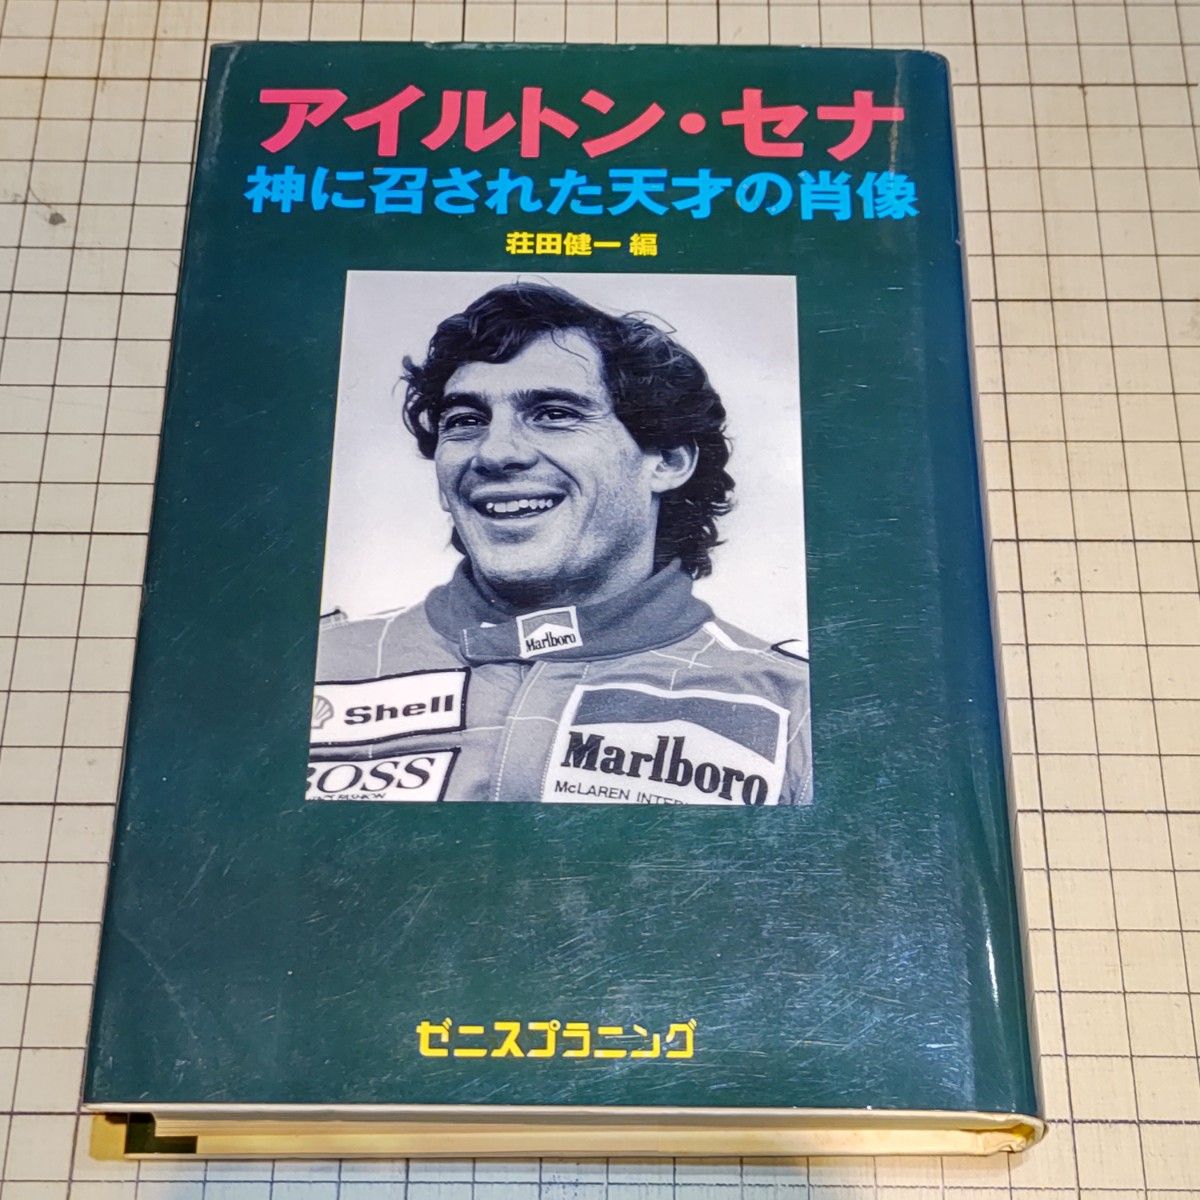 アイルトン・セナ
神に召された天才の肖像
荘田健一 編
Marlboro
Shell
BOSS
Marlboro
McLAREN INTER
ゼニスプラニング